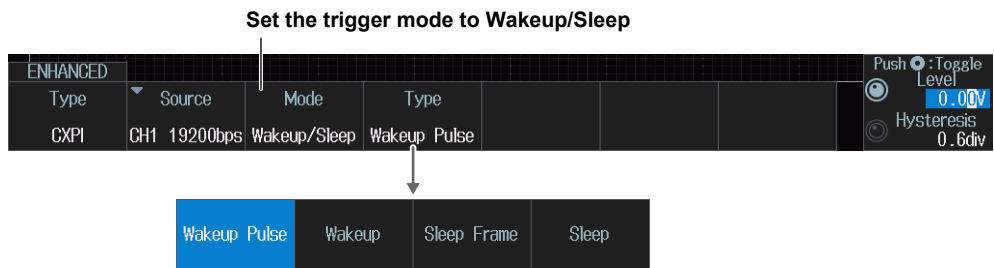 Set the trigger mode to Wakeup/Sleep
ENHANCED
Type
CXPI
Source
CH1 19200bps
Mode
Wakeup/Sleep
Type
Wakeup Pulse
Push :Toggle
Level
0.00V
Hysteresis
0.6div
Wakeup Pulse
Wakeup
Sleep Frame
Sleep